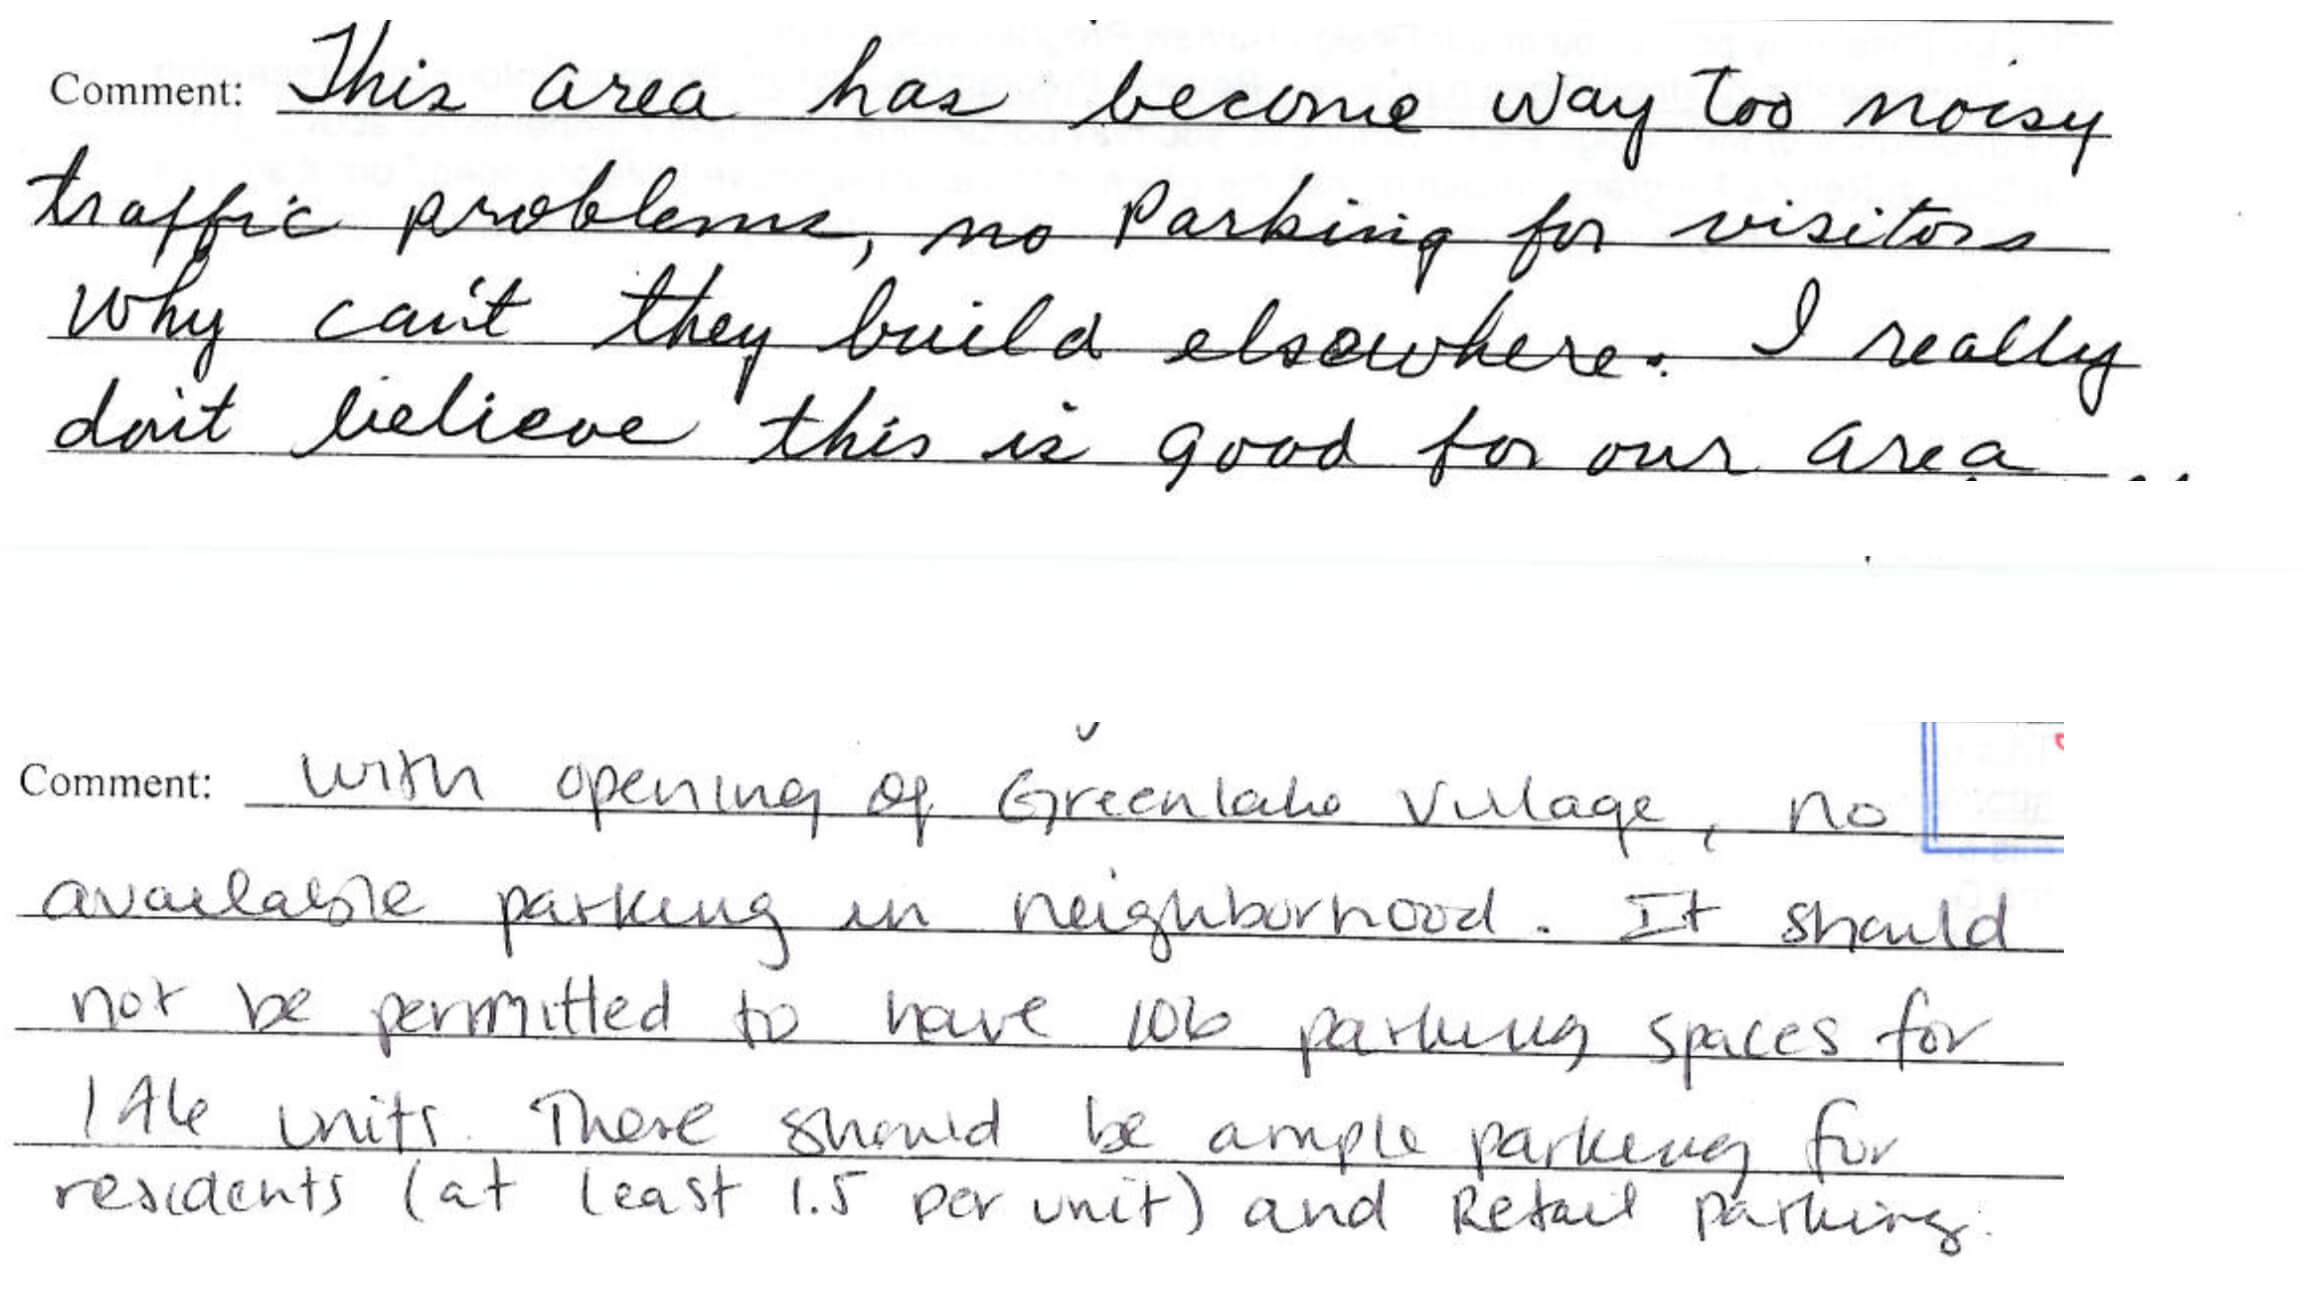 Comment: This area has become way too noisy
traffic problems, no Parking for visitors
Why can't they build elsewhere. I really
don't believe this is good for our area
Comment: with opening of Greenlake Village, no
available parking in neighborhood. It should
not be permitted to have 106 parking spaces for
146 units. There should be ample parking for
residents (at least 1.5 per unit) and Retail parking.